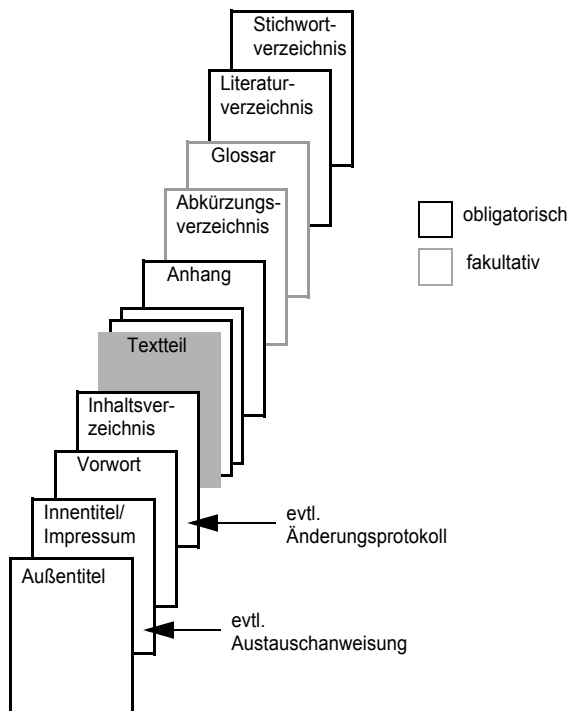 Stichwort-
verzeichnis
Literatur-
verzeichnis
Glossar
Abkürzungs-
verzeichnis
Anhang
Textteil
Inhaltsver-
zeichnis
Vorwort
Innentitel/
Impressum
Außentitel
obligatorisch
fakultativ
evtl.
Änderungsprotokoll
evtl.
Austauschanweisung